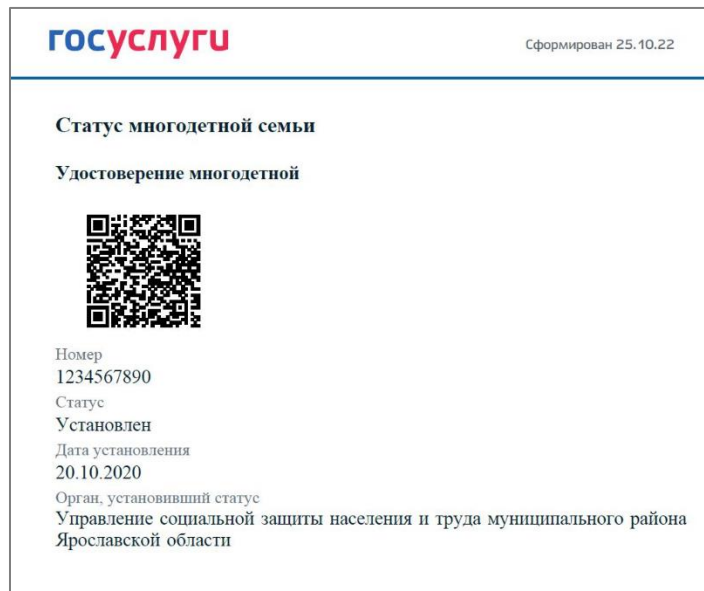 госуслуги
Сформирован 25.10.22
Статус многодетной семьи
Удостоверение многодетной
Номер
1234567890
Статус
Установлен
Дата установления
20.10.2020
Орган, установивший статус
Управление социальной защиты населения и труда муниципального района
Ярославской области